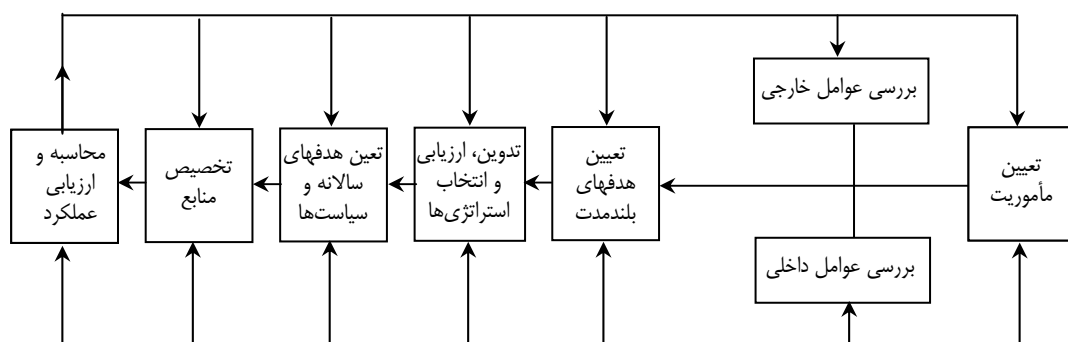 بررسی عوامل خارجی
تعیین
مأموریت
بررسی عوامل داخلی
تعیین
هدفهای
بلندمدت
تدوین، ارزیابی
و انتخاب
استراتژی‌ها
تعین هدفهای
سالانه و
سیاست‌ها
تخصیص
منابع
محاسبه و
ارزیابی
عملکرد